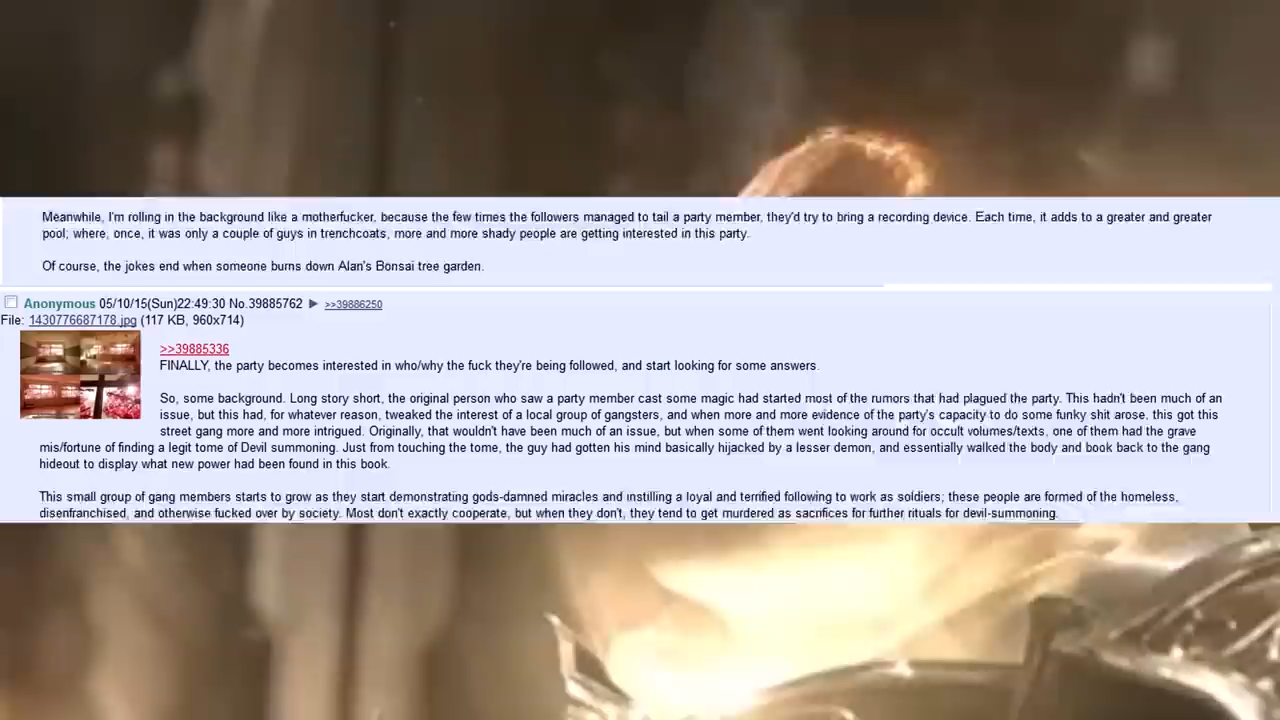 Meanwhile, I'm rolling in the background like a motherfucker, because the few times the followers managed to tail a party member, they'd try to bring a recording device. Each time, it adds to a greater and greater
pool; where, once, it was only a couple of guys in trenchcoats, more and more shady people are getting interested in this party.
Of course, the jokes end when someone burns down Alan's Bonsai tree garden.
Anonymous 05/10/15(Sun)22:49:30 No.39885762 ▶ >>39886250
File: 1430776687178.jpg (117 KB, 960x714)
>>39885336
FINALLY, the party becomes interested in who/why the fuck they're being followed, and start looking for some answers.
So, some background. Long story short, the original person who saw a party member cast some magic had started most of the rumors that had plagued the party. This hadn't been much of an
issue, but this had, for whatever reason, tweaked the interest of a local group of gangsters, and when more and more evidence of the party's capacity to do some funky shit arose, this got this
street gang more and more intrigued. Originally, that wouldn't have been much of an issue, but when some of them went looking around for occult volumes/texts, one of them had the grave
mis/fortune of finding a legit tome of Devil summoning. Just from touching the tome, the guy had gotten his mind basically hijacked by a lesser demon, and essentially walked the body and book back to the gang
hideout to display what new power had been found in this book.
This small group of gang members starts to grow as they start demonstrating gods-damned miracles and instilling a loyal and terrified following to work as soldiers; these people are formed of the homeless,
disenfranchised, and otherwise fucked over by society. Most don't exactly cooperate, but when they don't, they tend to get murdered as sacrifices for further rituals for devil-summoning.